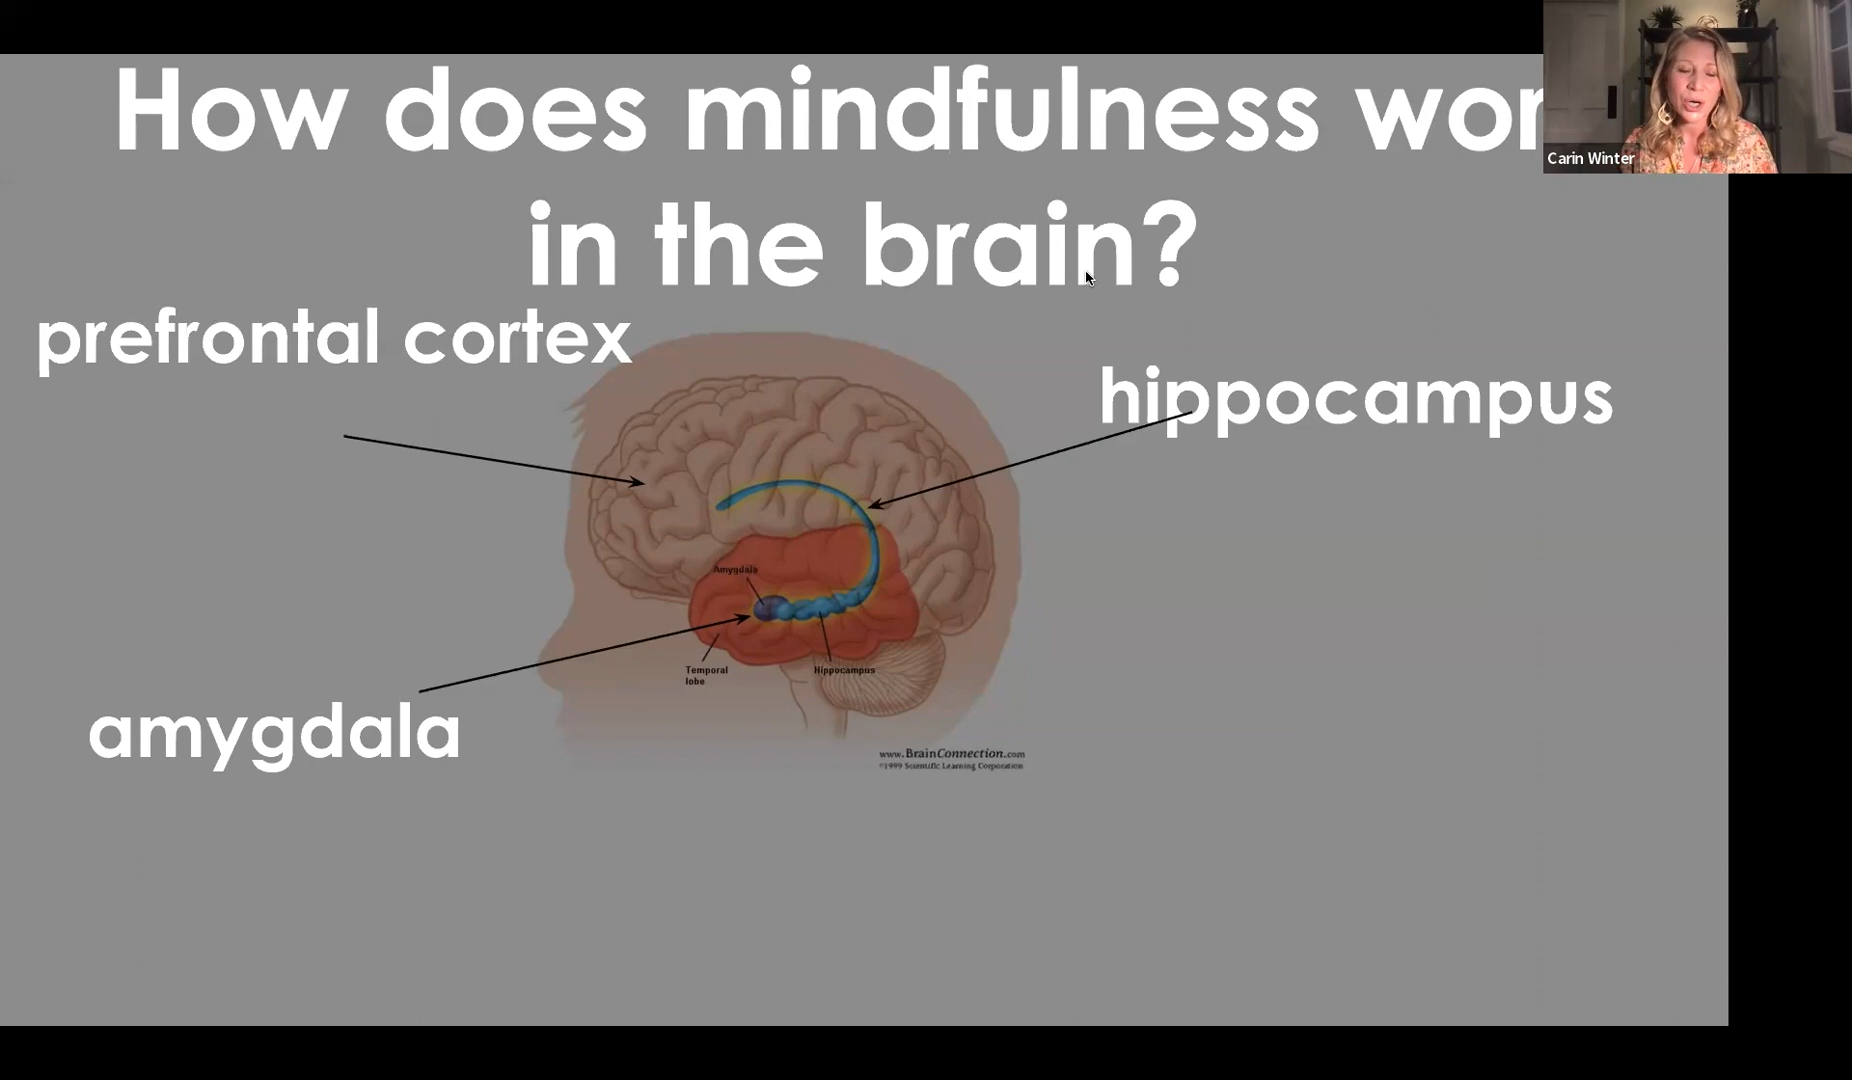 How does mindfulness wor
in the brain?
Carin Winter
prefrontal cortex
hippocampus
Amygdala
Temporal
lobe
Hippocampus
amygdala
www.BrainConnection.com
©1999 Scientific Learning Corporation